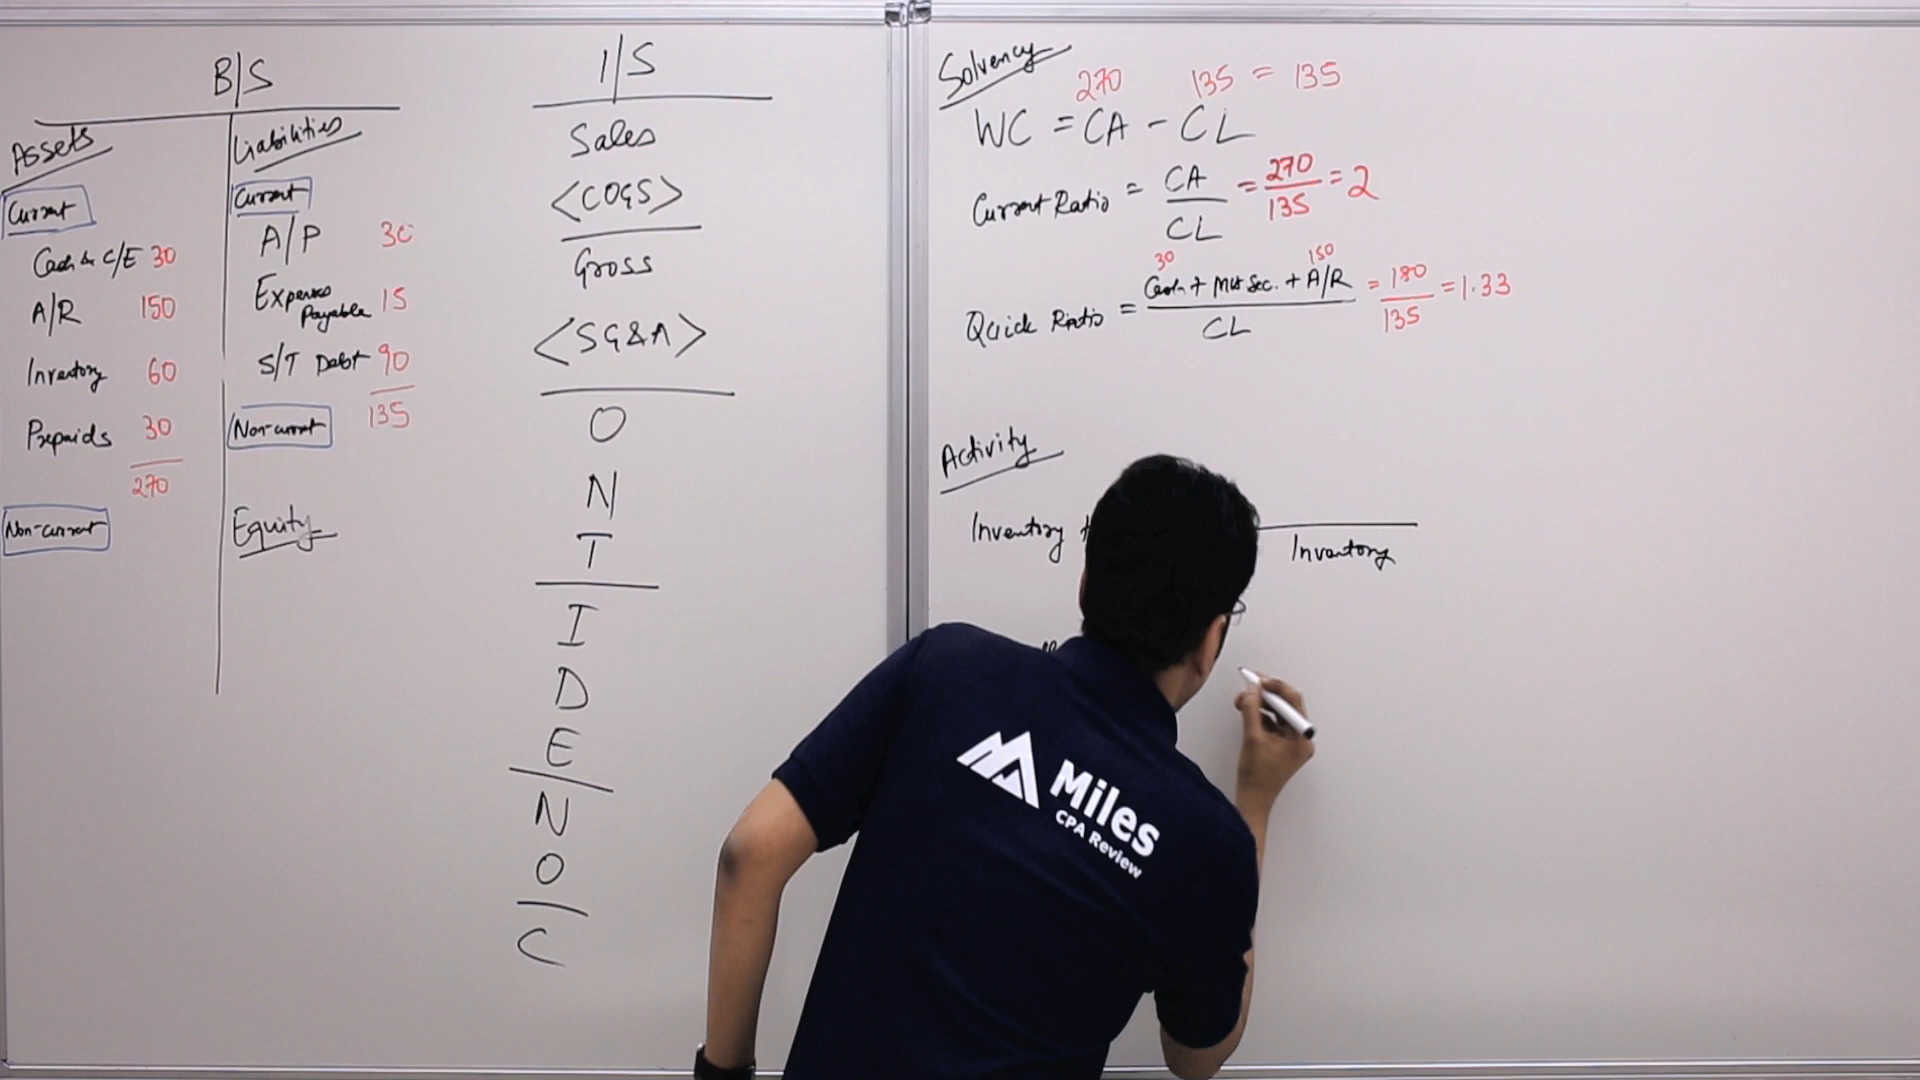 B/S
Assets
Liabilities
Current
Current
Cash & C/E 30
A/P 30
A/R 150
Expenses Payable 15
Inventory 60
S/T Debt 90
135
Prepaids 30
270
Non-current
Non-current
Equity
I/S
Sales
<COGS>
Gross
<SG&A>
O
N
T
I
D
E
N
O
C
Solvency
270 135 = 135
WC = CA - CL
Current Ratio = CA / CL = 270 / 135 = 2
30 150
Quick Ratio = Cash + Mkt Sec. + A/R / CL = 180 / 135 = 1.33
Activity
Inventory
Inventory
Miles
CPA Review